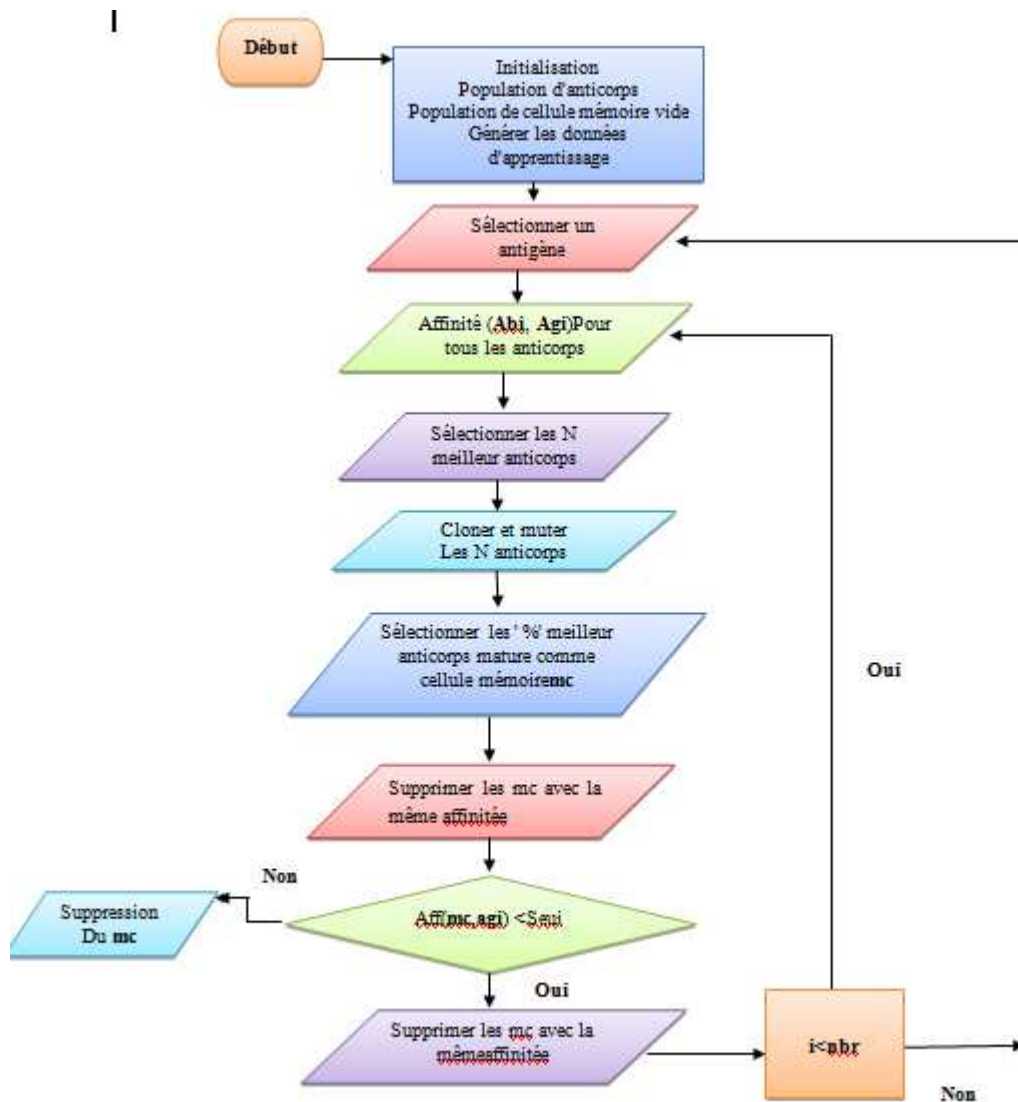 I
Début
Initialisation
Population d'anticorps
Population de cellule mémoire vide
Générer les données
d'apprentissage
Sélectionner un
antigène
Affinité (Abi, Agi)Pour
tous les anticorps
Sélectionner les N
meilleur anticorps
Cloner et muter
Les N anticorps
Sélectionner les ' %' meilleur
anticorps mature comme
cellule mémoiremc
Oui
Supprimer les mc avec la
même affinitée
Non
Suppression
Du mc
Aff(mc,agi) <Seui
Oui
Supprimer les mc avec la
mêmeaffinitée
i<nbr
Non